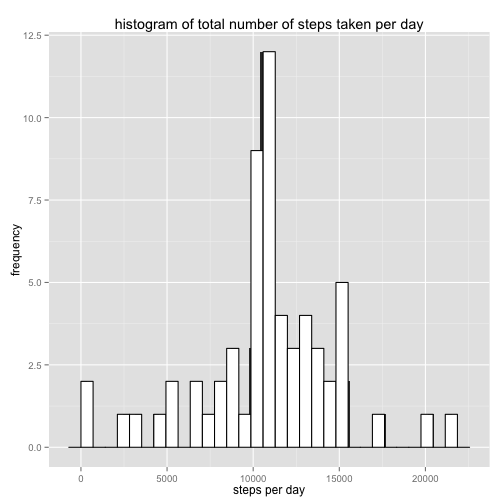 histogram of total number of steps taken per day
12.5
10.0
7.5
5.0
2.5
0.0
frequency
0 5000 10000 15000 20000
steps per day